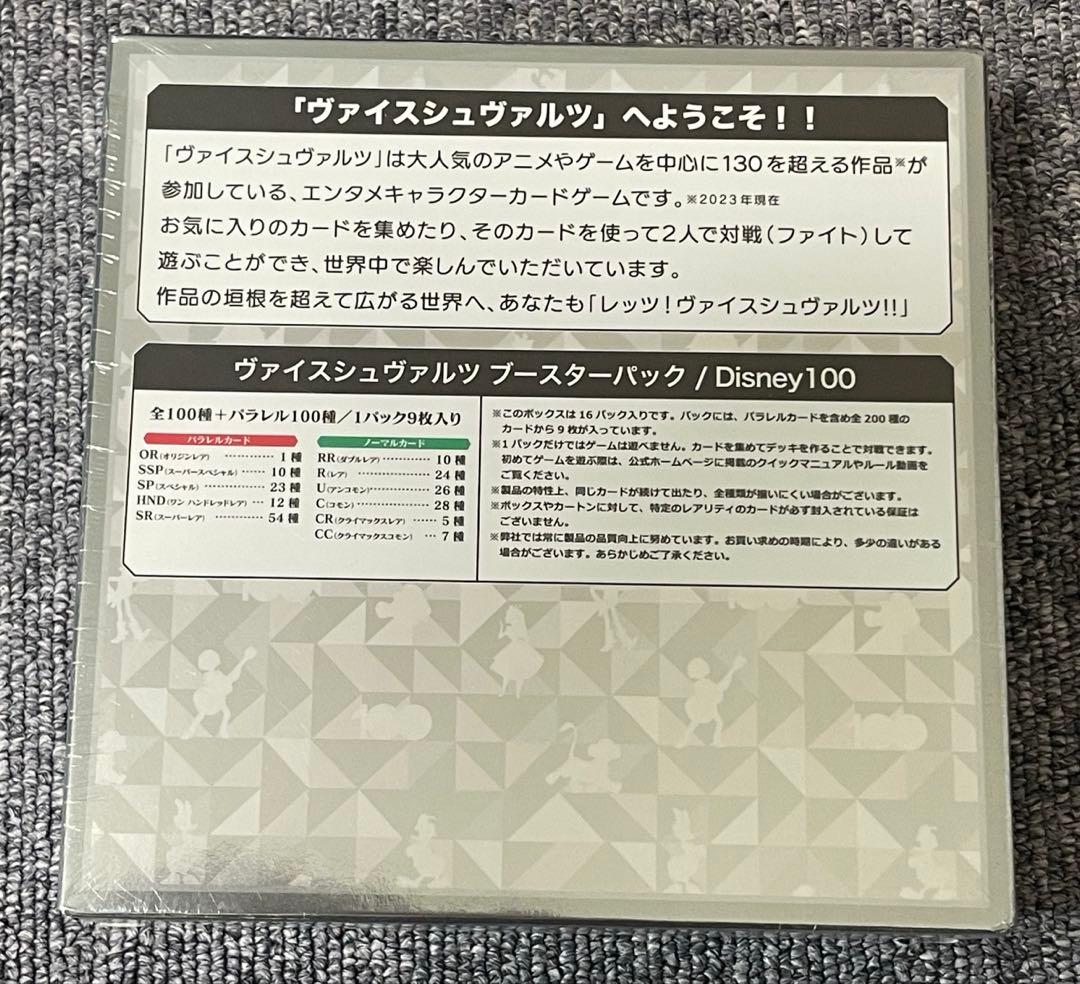 「ヴァイスシュヴァルツ」へようこそ！！
「ヴァイスシュヴァルツ」は大人気のアニメやゲームを中心に130を超える作品※が
参加している、エンタメキャラクターカードゲームです。※2023年現在
お気に入りのカードを集めたり、そのカードを使って2人で対戦(ファイト)して
遊ぶことができ、世界中で楽しんでいただいています。
作品の垣根を超えて広がる世界へ、あなたも「レッツ！ヴァイスシュヴァルツ!!」
ヴァイスシュヴァルツ ブースターパック / Disney100
全100種＋パラレル100種／1パック9枚入り
パラレルカード
OR(オリジンレア) ………… 1 種
SSP(スーパースペシャル) …… 10 種
SP(スペシャル) ………… 23 種
HND(ワン ハンドレッドレア) … 12 種
SR(スーパーレア) ………… 54 種
ノーマルカード
RR(ダブルレア) ………… 10 種
R(レア) ………… 24 種
U(アンコモン) ………… 26 種
C(コモン) ………… 28 種
CR(クライマックスレア) …… 5 種
CC(クライマックスコモン) … 7 種
※このボックスは16パック入りです。パックには、パラレルカードを含め全200種の
カードから9枚が入っています。
※1パックだけではゲームは遊べません。カードを集めてデッキを作ることで対戦できます。
初めてゲームを遊ぶ際は、公式ホームページに掲載のクイックマニュアルやルール動画を
ご覧ください。
※製品の特性上、同じカードが続けて出たり、全種類が揃いにくい場合がございます。
※ボックスやカートンに対して、特定のレアリティのカードが必ず封入されている保証は
ございません。
※弊社では常に製品の品質向上に努めています。お買い求めの時期により、多少の違いがある
場合がございます。あらかじめご了承ください。